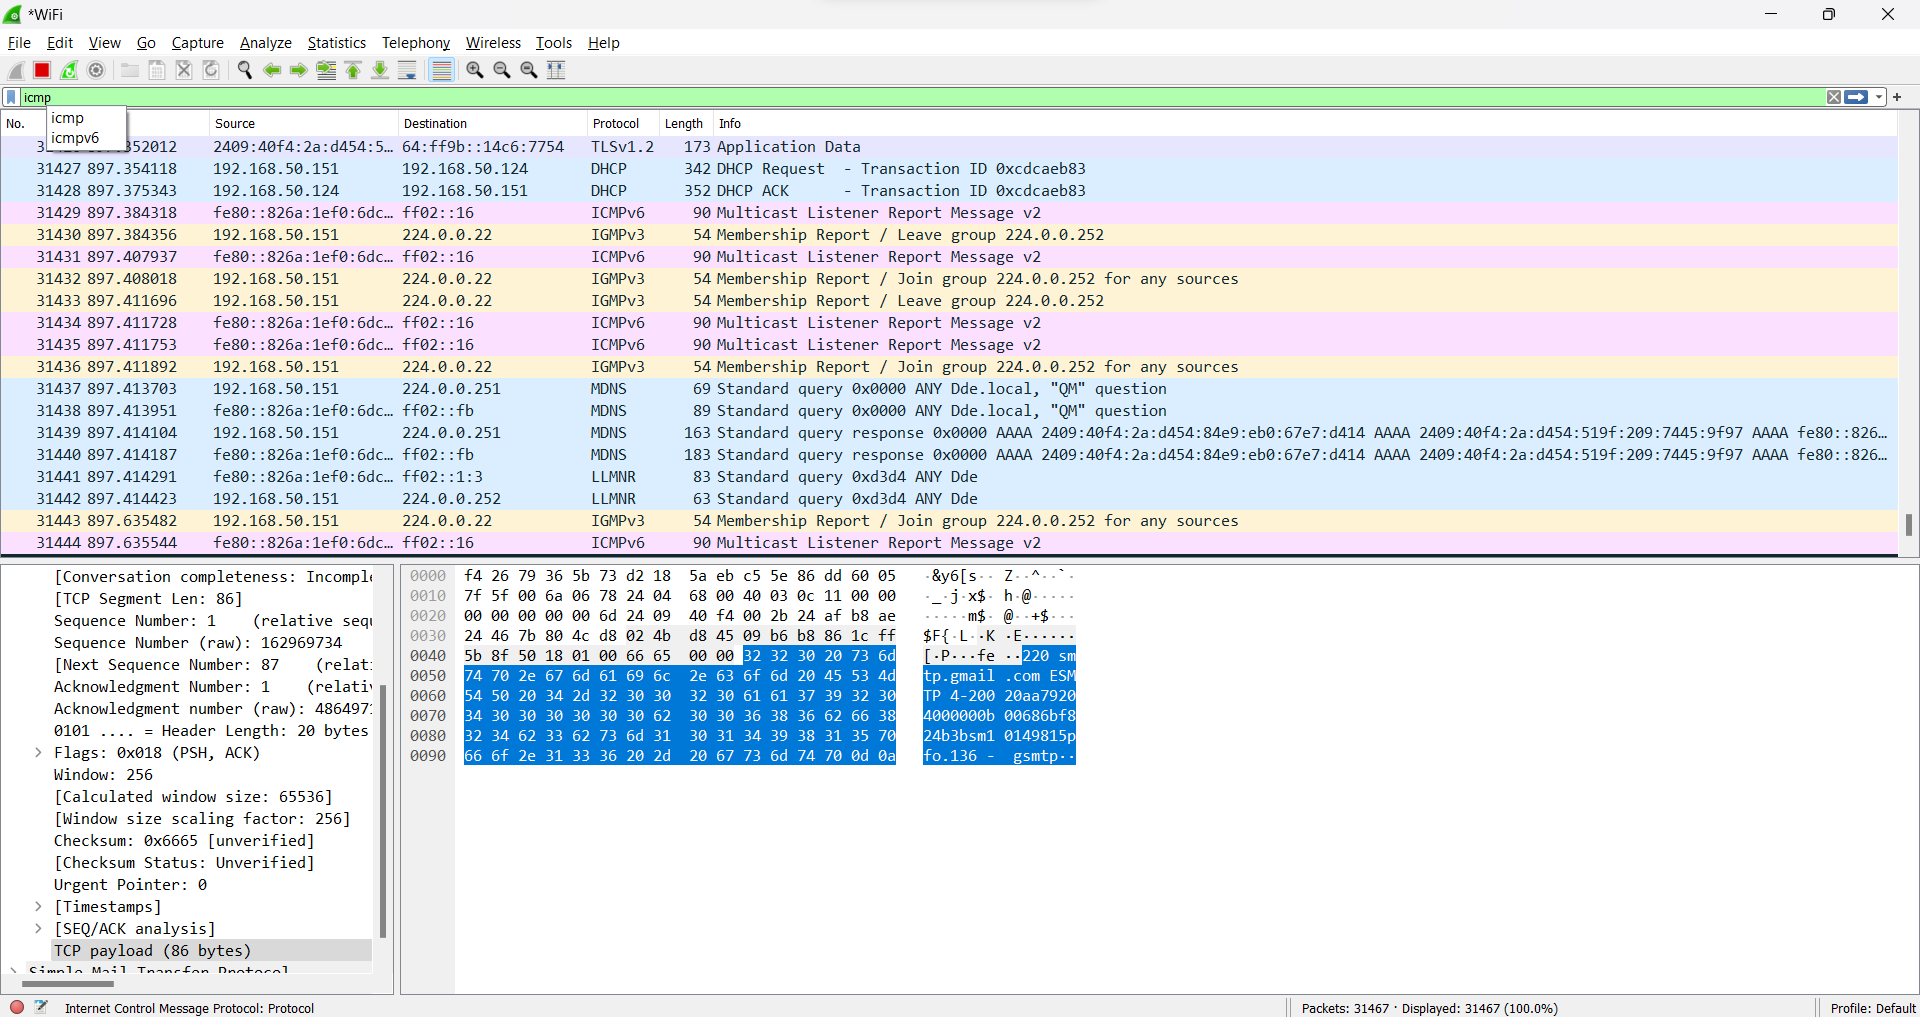 *WiFi
File Edit View Go Capture Analyze Statistics Telephony Wireless Tools Help
icmp
icmp
icmpv6
No. Source Destination Protocol Length Info
352012 2409:40f4:2a:d454:5… 64:ff9b::14c6:7754 TLSv1.2 173 Application Data
31427 897.354118 192.168.50.151 192.168.50.124 DHCP 342 DHCP Request - Transaction ID 0xcdcaeb83
31428 897.375343 192.168.50.124 192.168.50.151 DHCP 352 DHCP ACK - Transaction ID 0xcdcaeb83
31429 897.384318 fe80::826a:1ef0:6dc… ff02::16 ICMPv6 90 Multicast Listener Report Message v2
31430 897.384356 192.168.50.151 224.0.0.22 IGMPv3 54 Membership Report / Leave group 224.0.0.252
31431 897.407937 fe80::826a:1ef0:6dc… ff02::16 ICMPv6 90 Multicast Listener Report Message v2
31432 897.408018 192.168.50.151 224.0.0.22 IGMPv3 54 Membership Report / Join group 224.0.0.252 for any sources
31433 897.411696 192.168.50.151 224.0.0.22 IGMPv3 54 Membership Report / Leave group 224.0.0.252
31434 897.411728 fe80::826a:1ef0:6dc… ff02::16 ICMPv6 90 Multicast Listener Report Message v2
31435 897.411753 fe80::826a:1ef0:6dc… ff02::16 ICMPv6 90 Multicast Listener Report Message v2
31436 897.411892 192.168.50.151 224.0.0.22 IGMPv3 54 Membership Report / Join group 224.0.0.252 for any sources
31437 897.413703 192.168.50.151 224.0.0.251 MDNS 69 Standard query 0x0000 ANY Dde.local, "QM" question
31438 897.413951 fe80::826a:1ef0:6dc… ff02::fb MDNS 89 Standard query 0x0000 ANY Dde.local, "QM" question
31439 897.414104 192.168.50.151 224.0.0.251 MDNS 163 Standard query response 0x0000 AAAA 2409:40f4:2a:d454:84e9:eb0:67e7:d414 AAAA 2409:40f4:2a:d454:519f:209:7445:9f97 AAAA fe80::826…
31440 897.414187 fe80::826a:1ef0:6dc… ff02::fb MDNS 183 Standard query response 0x0000 AAAA 2409:40f4:2a:d454:84e9:eb0:67e7:d414 AAAA 2409:40f4:2a:d454:519f:209:7445:9f97 AAAA fe80::826…
31441 897.414291 fe80::826a:1ef0:6dc… ff02::1:3 LLMNR 83 Standard query 0xd3d4 ANY Dde
31442 897.414423 192.168.50.151 224.0.0.252 LLMNR 63 Standard query 0xd3d4 ANY Dde
31443 897.635482 192.168.50.151 224.0.0.22 IGMPv3 54 Membership Report / Join group 224.0.0.252 for any sources
31444 897.635544 fe80::826a:1ef0:6dc… ff02::16 ICMPv6 90 Multicast Listener Report Message v2
[Conversation completeness: Incomple
[TCP Segment Len: 86]
Sequence Number: 1 (relative sequ
Sequence Number (raw): 162969734
[Next Sequence Number: 87 (relati
Acknowledgment Number: 1 (relativ
Acknowledgment number (raw): 4864971
0101 .... = Header Length: 20 bytes
Flags: 0x018 (PSH, ACK)
Window: 256
[Calculated window size: 65536]
[Window size scaling factor: 256]
Checksum: 0x6665 [unverified]
[Checksum Status: Unverified]
Urgent Pointer: 0
[Timestamps]
[SEQ/ACK analysis]
TCP payload (86 bytes)
Simple Mail Transfer Protocol
0000 f4 26 79 36 5b 73 d2 18 5a eb c5 5e 86 dd 60 05 ·&y6[s·· Z··^··`·
0010 7f 5f 00 6a 06 78 24 04 68 00 40 03 0c 11 00 00 ·_·j·x$· h·@·····
0020 00 00 00 00 00 6d 24 09 40 f4 00 2b 24 af b8 ae ·····m$· @··+$···
0030 24 46 7b 80 4c d8 02 4b d8 45 09 b6 b8 86 1c ff $F{·L··K ·E······
0040 5b 8f 50 18 01 00 66 65 00 00 32 32 30 20 73 6d [·P···fe ··220 sm
0050 74 70 2e 67 6d 61 69 6c 2e 63 6f 6d 20 45 53 4d tp.gmail .com ESM
0060 54 50 20 34 2d 32 30 30 32 30 61 61 37 39 32 30 TP 4-200 20aa7920
0070 34 30 30 30 30 30 30 62 30 30 36 38 36 62 66 38 4000000b 00686bf8
0080 32 34 62 33 62 73 6d 31 30 31 34 39 38 31 35 70 24b3bsm1 0149815p
0090 66 6f 2e 31 33 36 20 2d 20 67 73 6d 74 70 0d 0a fo.136 - gsmtp··
Internet Control Message Protocol: Protocol Packets: 31467 · Displayed: 31467 (100.0%) Profile: Default